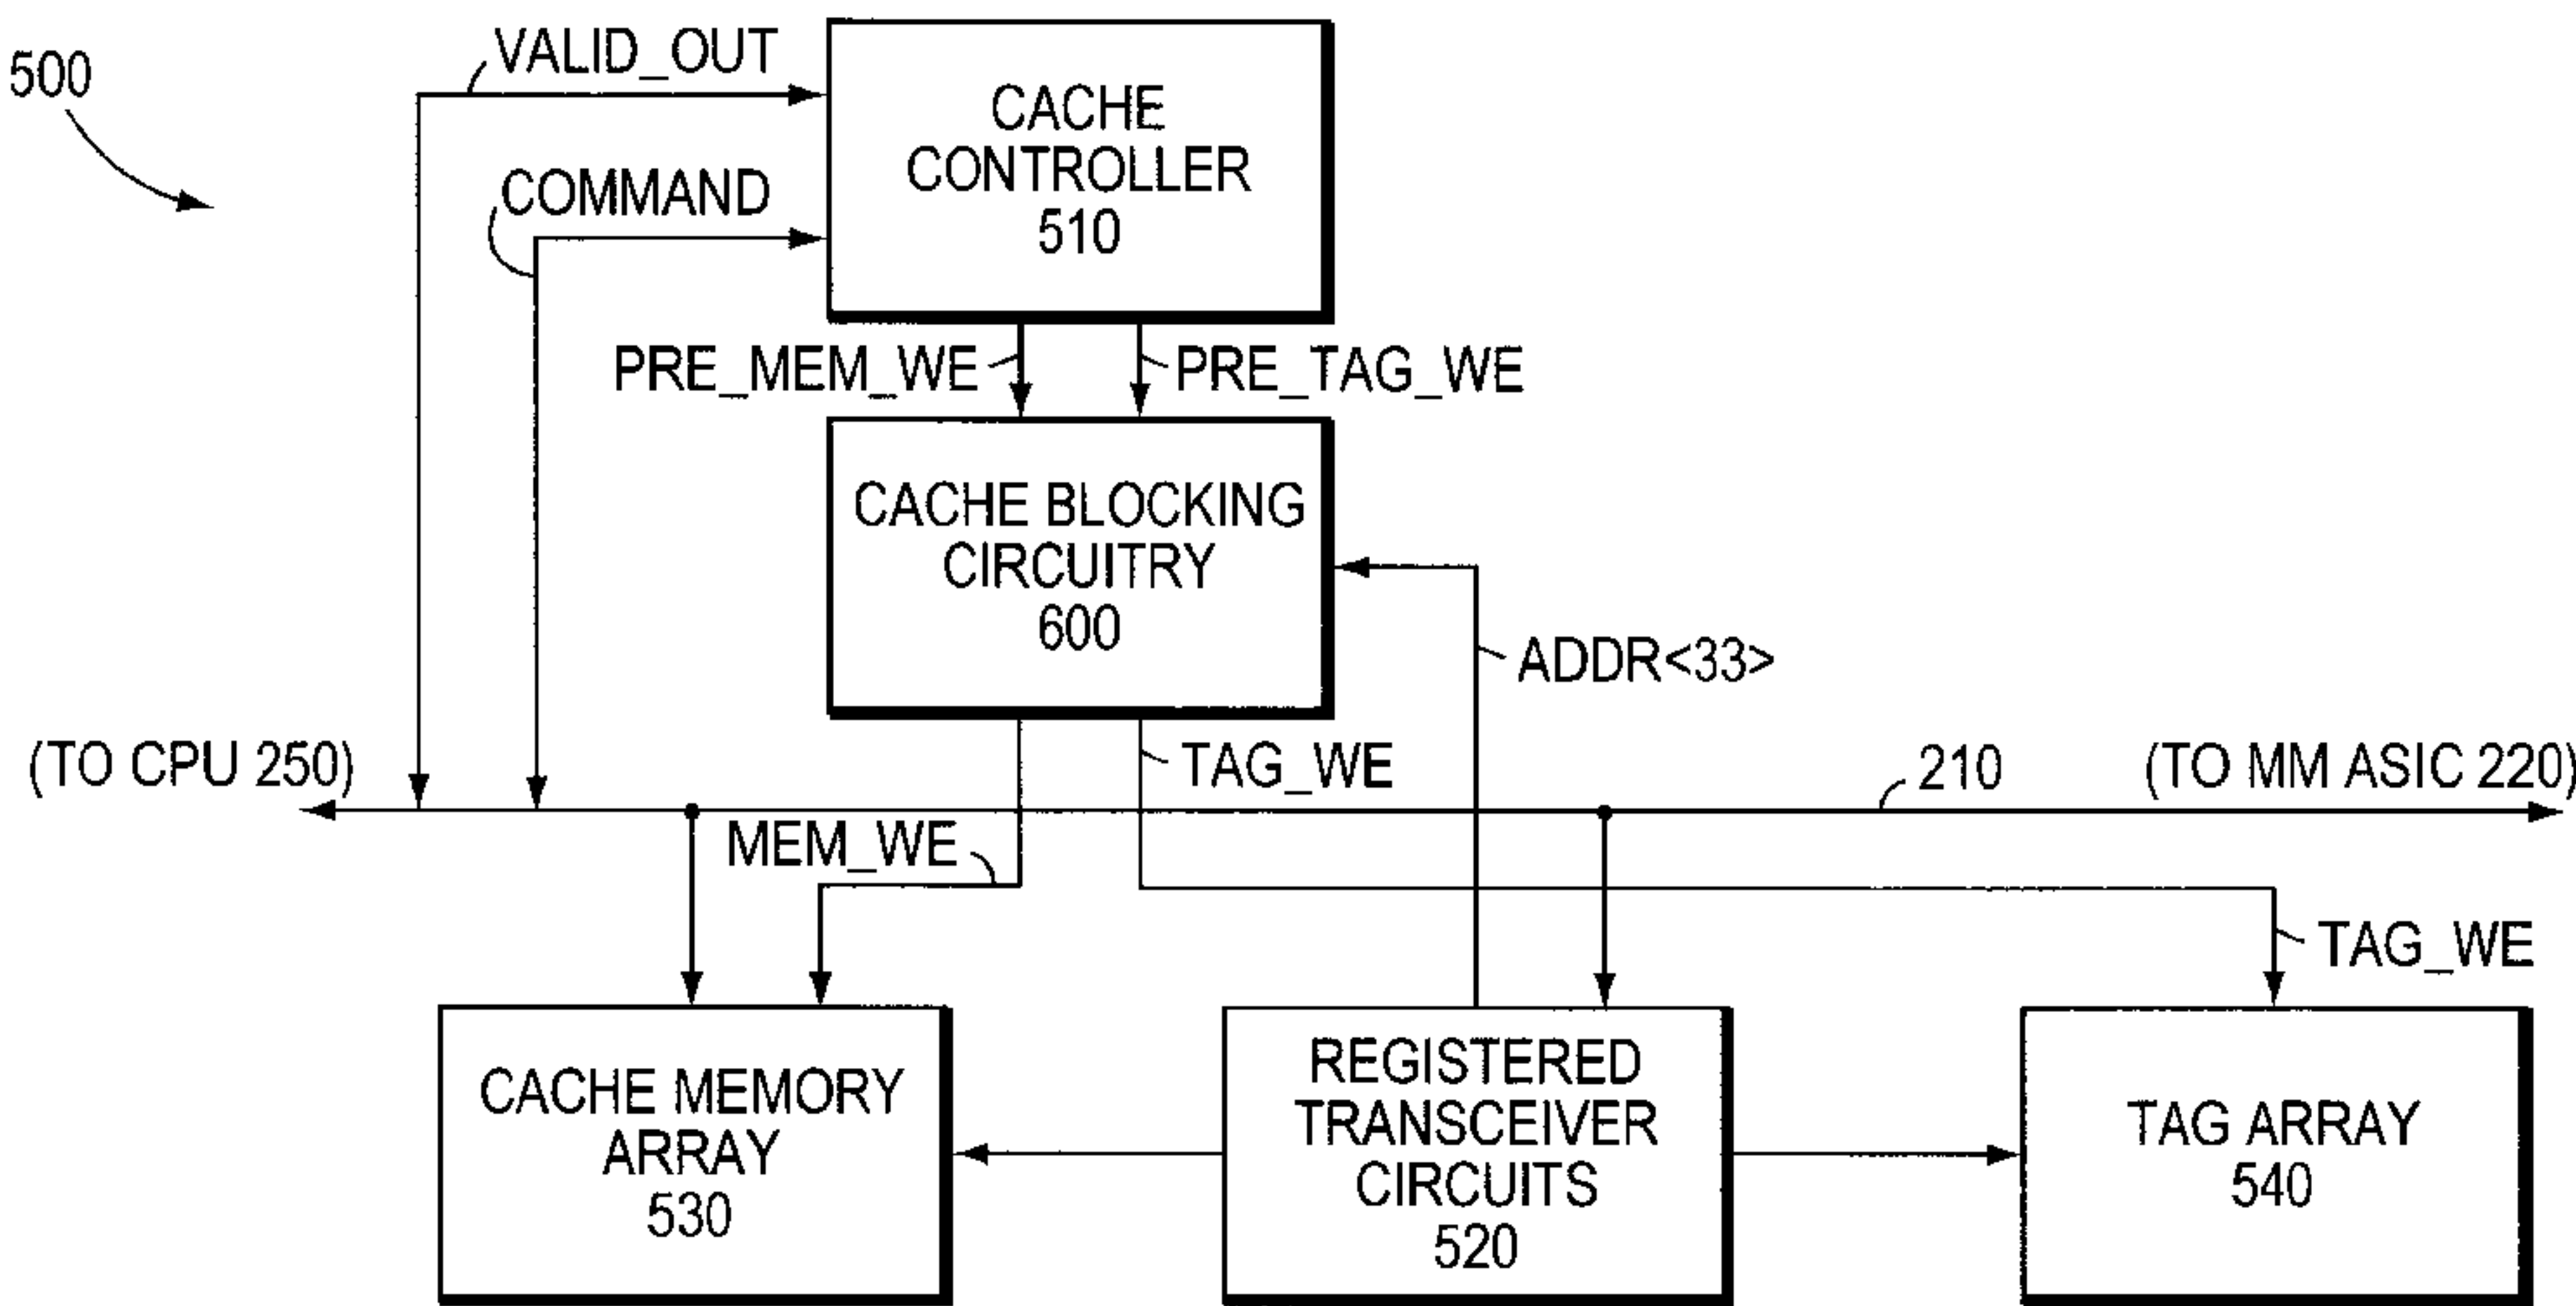 500
VALID_OUT
CACHE
CONTROLLER
510
COMMAND
PRE_MEM_WE
PRE_TAG_WE
CACHE BLOCKING
CIRCUITRY
600
ADDR<33>
(TO CPU 250)
TAG_WE
210
(TO MM ASIC 220)
MEM_WE
TAG_WE
CACHE MEMORY
ARRAY
530
REGISTERED
TRANSCEIVER
CIRCUITS
520
TAG ARRAY
540